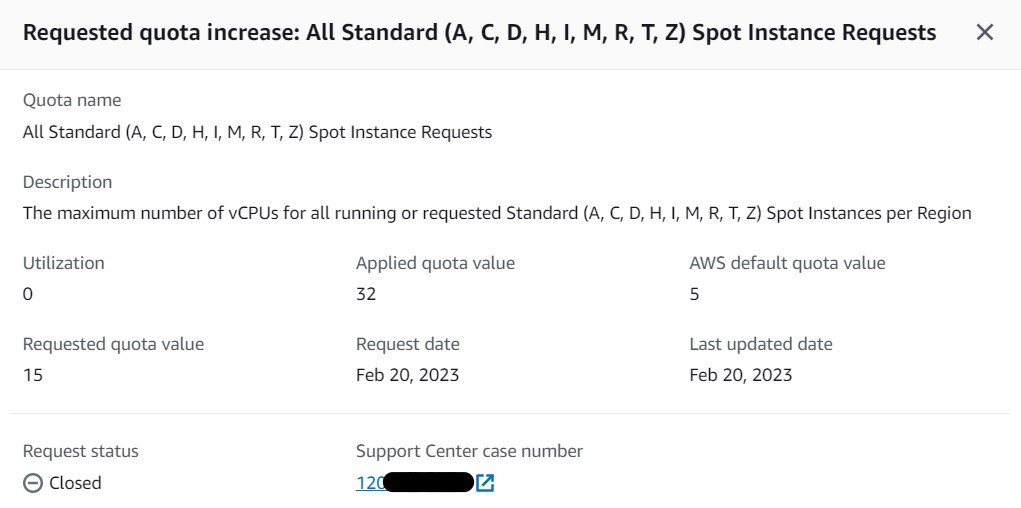 Requested quota increase: All Standard (A, C, D, H, I, M, R, T, Z) Spot Instance Requests
Quota name
All Standard (A, C, D, H, I, M, R, T, Z) Spot Instance Requests
Description
The maximum number of vCPUs for all running or requested Standard (A, C, D, H, I, M, R, T, Z) Spot Instances per Region
Utilization Applied quota value AWS default quota value
0 32 5
Requested quota value Request date Last updated date
15 Feb 20, 2023 Feb 20, 2023
Request status Support Center case number
Closed 120